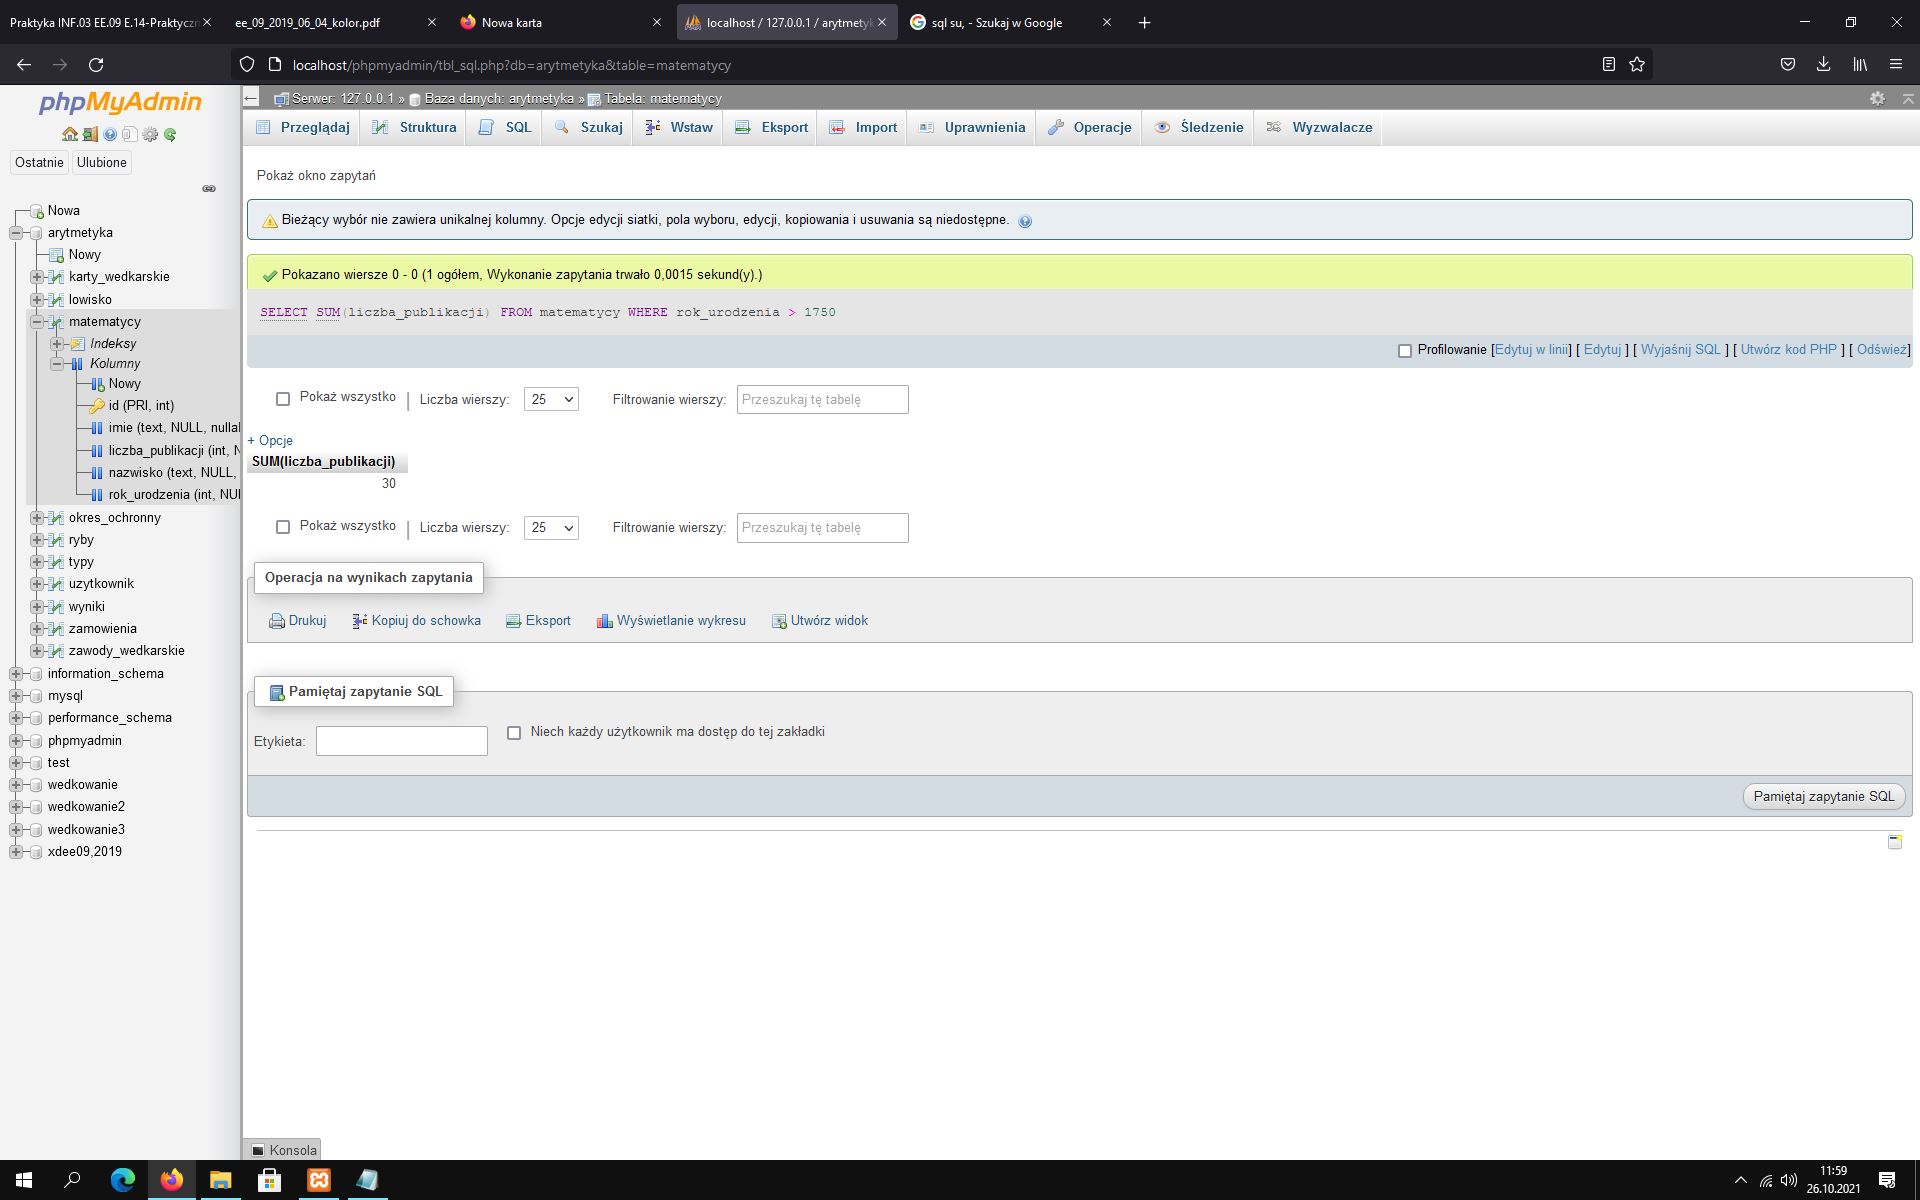 Praktyka INF.03 EE.09 E.14-Praktyczn
ee_09_2019_06_04_kolor.pdf
Nowa karta
localhost / 127.0.0.1 / arytmetyk
sql su, - Szukaj w Google
localhost/phpmyadmin/tbl_sql.php?db=arytmetyka&table=matematycy
phpMyAdmin
Ostatnie
Ulubione
Nowa
arytmetyka
Nowy
karty_wedkarskie
lowisko
matematycy
Indeksy
Kolumny
Nowy
id (PRI, int)
imie (text, NULL, nullal
liczba_publikacji (int, N
nazwisko (text, NULL,
rok_urodzenia (int, NUI
okres_ochronny
ryby
typy
uzytkownik
wyniki
zamowienia
zawody_wedkarskie
information_schema
mysql
performance_schema
phpmyadmin
test
wedkowanie
wedkowanie2
wedkowanie3
xdee09,2019
Serwer: 127.0.0.1 » Baza danych: arytmetyka » Tabela: matematycy
Przeglądaj
Struktura
SQL
Szukaj
Wstaw
Eksport
Import
Uprawnienia
Operacje
Śledzenie
Wyzwalacze
Pokaż okno zapytań
Bieżący wybór nie zawiera unikalnej kolumny. Opcje edycji siatki, pola wyboru, edycji, kopiowania i usuwania są niedostępne.
Pokazano wiersze 0 - 0 (1 ogółem, Wykonanie zapytania trwało 0,0015 sekund(y).)
SELECT SUM(liczba_publikacji) FROM matematycy WHERE rok_urodzenia > 1750
Profilowanie [Edytuj w linii] [ Edytuj ] [ Wyjaśnij SQL ] [ Utwórz kod PHP ] [ Odśwież]
Pokaż wszystko | Liczba wierszy: 25 Filtrowanie wierszy: Przeszukaj tę tabelę
+ Opcje
SUM(liczba_publikacji)
30
Pokaż wszystko | Liczba wierszy: 25 Filtrowanie wierszy: Przeszukaj tę tabelę
Operacja na wynikach zapytania
Drukuj
Kopiuj do schowka
Eksport
Wyświetlanie wykresu
Utwórz widok
Pamiętaj zapytanie SQL
Etykieta:
Niech każdy użytkownik ma dostęp do tej zakładki
Pamiętaj zapytanie SQL
Konsola
11:59
26.10.2021